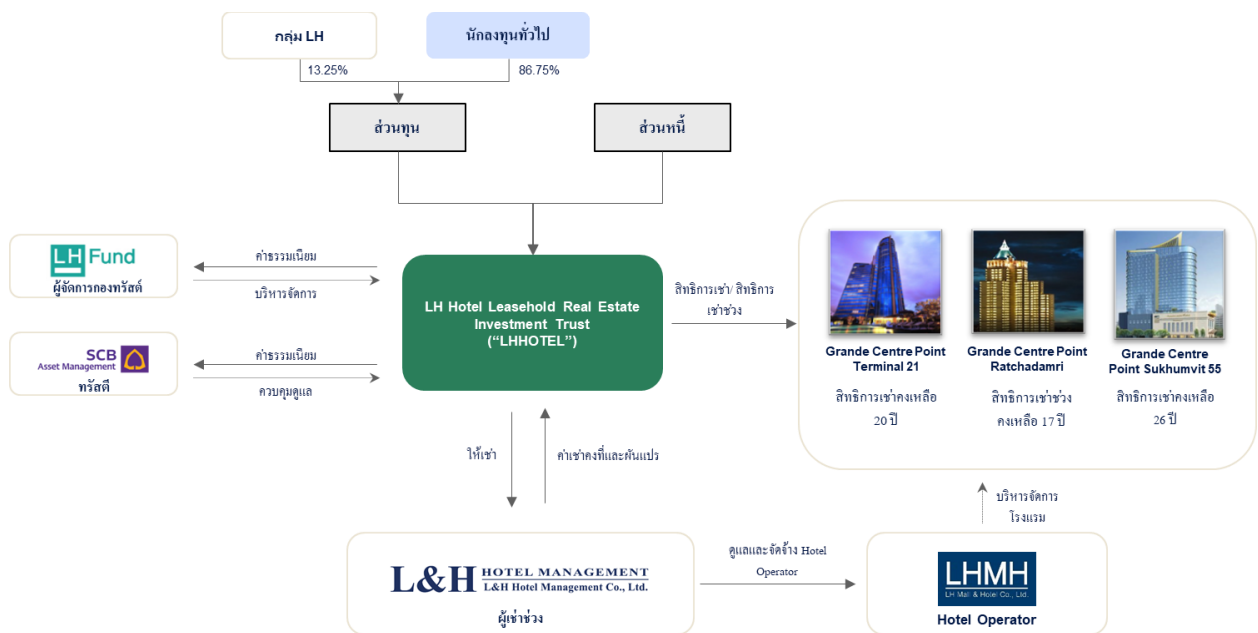 กลุ่ม LH
นักลงทุนทั่วไป
13.25%
86.75%
ส่วนทุน
ส่วนหนี้
LH Fund
ผู้จัดการกองทรัสต์
ค่าธรรมเนียม
บริหารจัดการ
SCB
Asset Management
ทรัสตี
ค่าธรรมเนียม
ควบคุมดูแล
LH Hotel Leasehold Real Estate
Investment Trust
(“LHHOTEL”)
สิทธิการเช่า/ สิทธิการ
เช่าช่วง
Grande Centre Point
Terminal 21
สิทธิการเช่าคงเหลือ
20 ปี
Grande Centre Point
Ratchadamri
สิทธิการเช่าช่วง
คงเหลือ 17 ปี
Grande Centre
Point Sukhumvit 55
สิทธิการเช่าคงเหลือ
26 ปี
ให้เช่า
ค่าเช่าคงที่และผันแปร
บริหารจัดการ
โรงแรม
L&H HOTEL MANAGEMENT
L&H Hotel Management Co., Ltd.
ผู้เช่าช่วง
ดูแลและจัดจ้าง Hotel
Operator
LHMH
LH Mall & Hotel Co., Ltd.
Hotel Operator